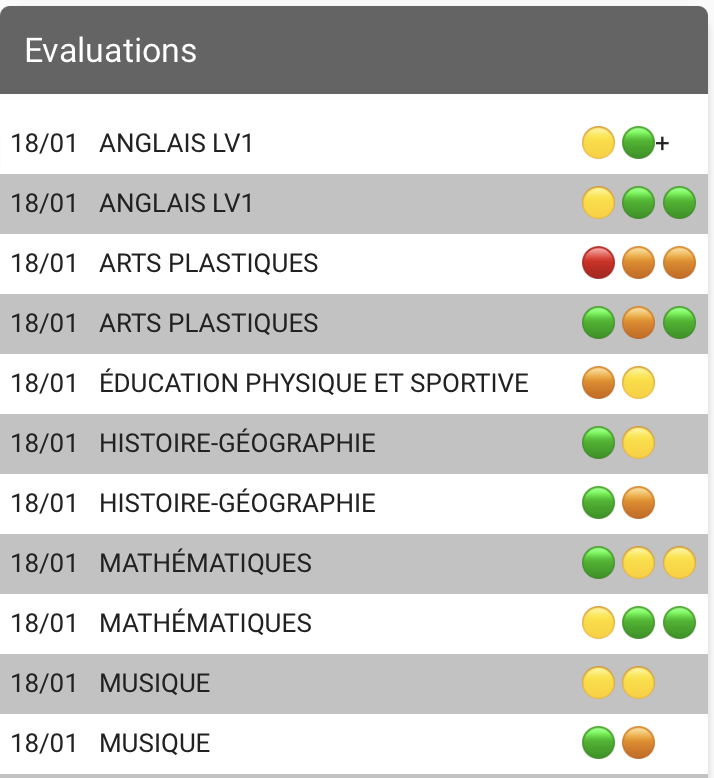 Evaluations
18/01 ANGLAIS LV1 +
18/01 ANGLAIS LV1
18/01 ARTS PLASTIQUES
18/01 ARTS PLASTIQUES
18/01 ÉDUCATION PHYSIQUE ET SPORTIVE
18/01 HISTOIRE-GÉOGRAPHIE
18/01 HISTOIRE-GÉOGRAPHIE
18/01 MATHÉMATIQUES
18/01 MATHÉMATIQUES
18/01 MUSIQUE
18/01 MUSIQUE